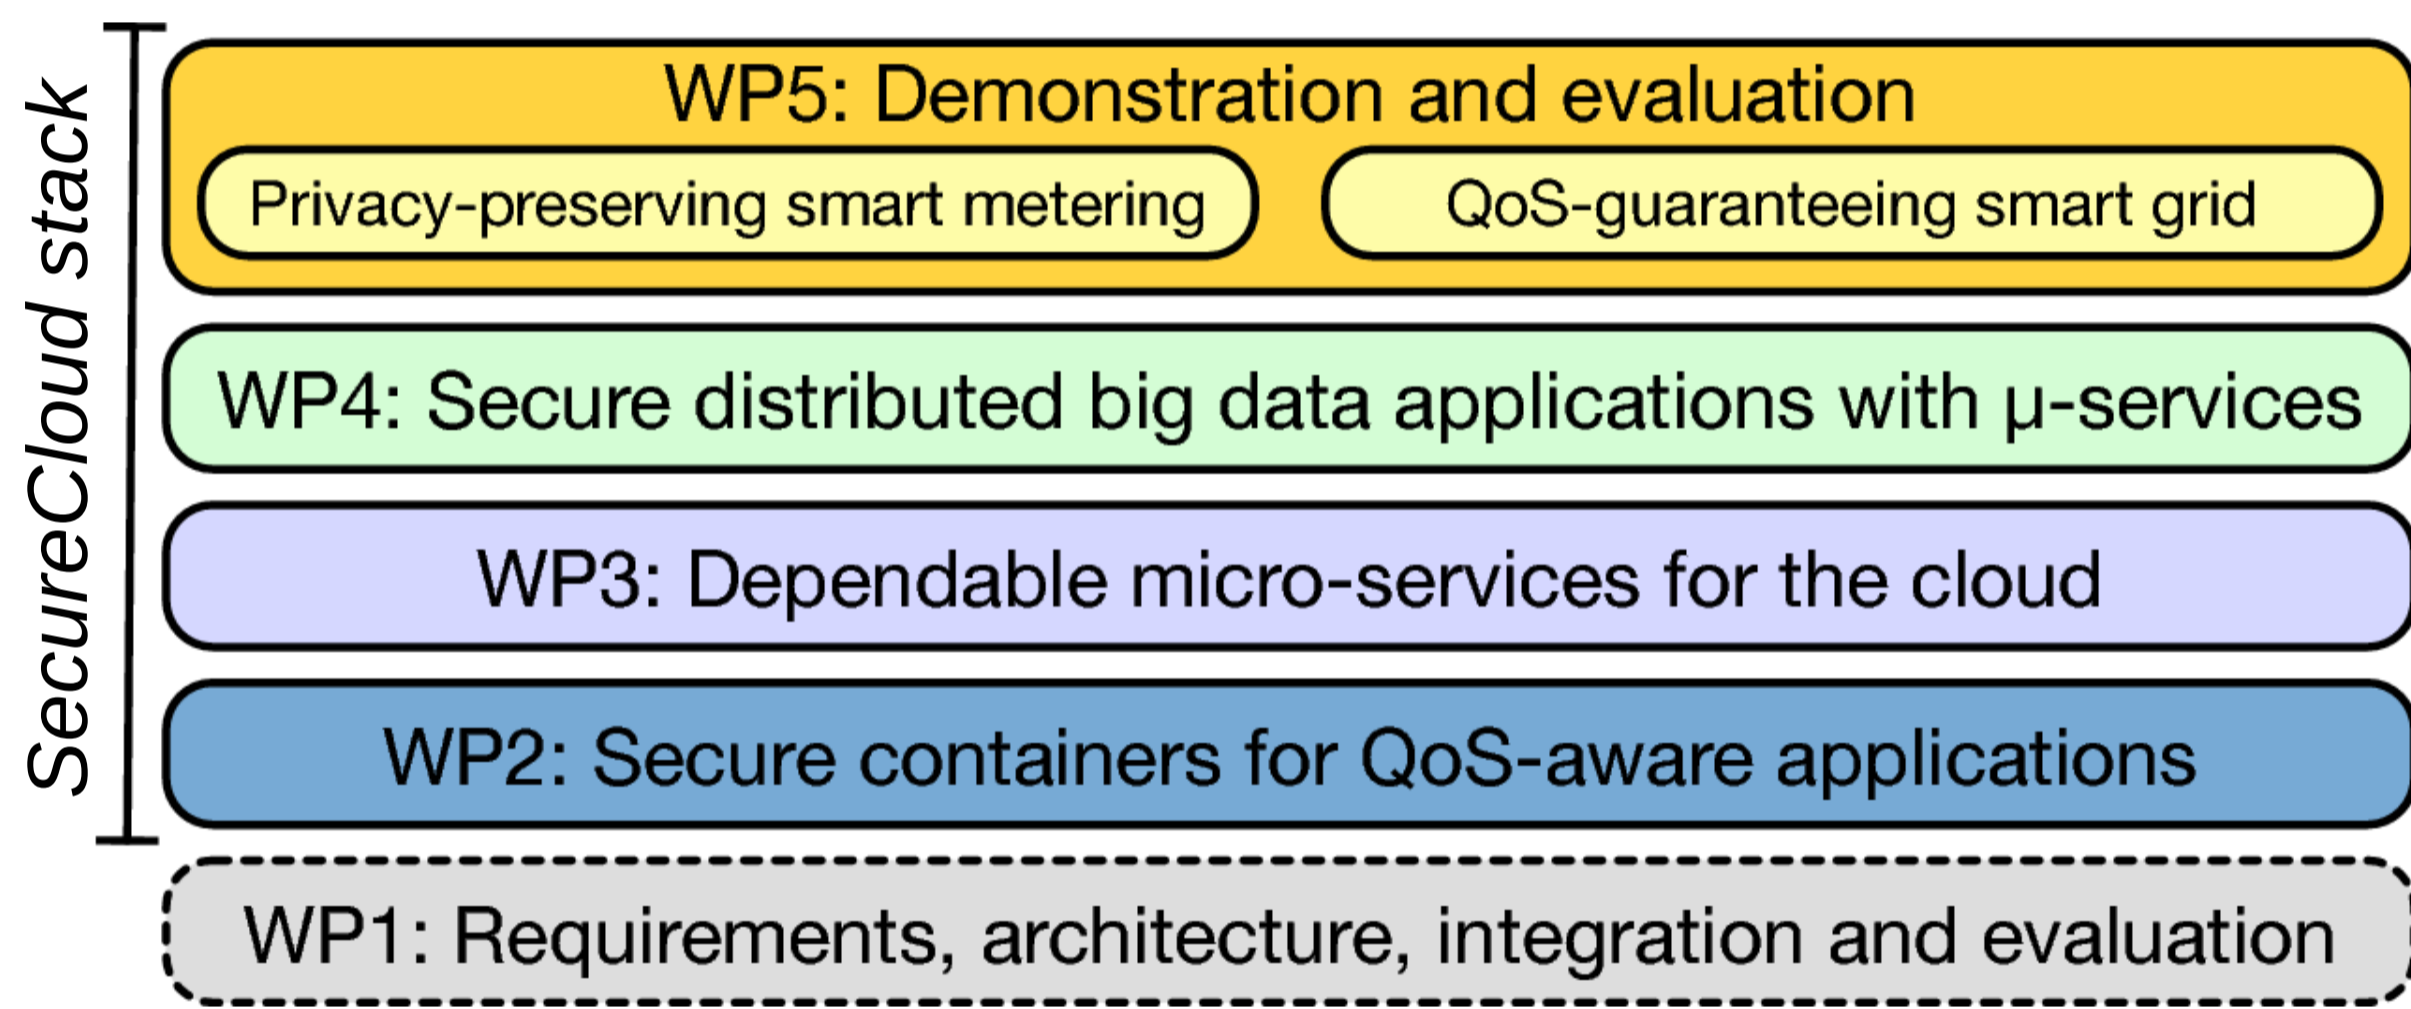 SecureCloud stack
WP5: Demonstration and evaluation
Privacy-preserving smart metering
QoS-guaranteeing smart grid
WP4: Secure distributed big data applications with μ-services
WP3: Dependable micro-services for the cloud
WP2: Secure containers for QoS-aware applications
WP1: Requirements, architecture, integration and evaluation